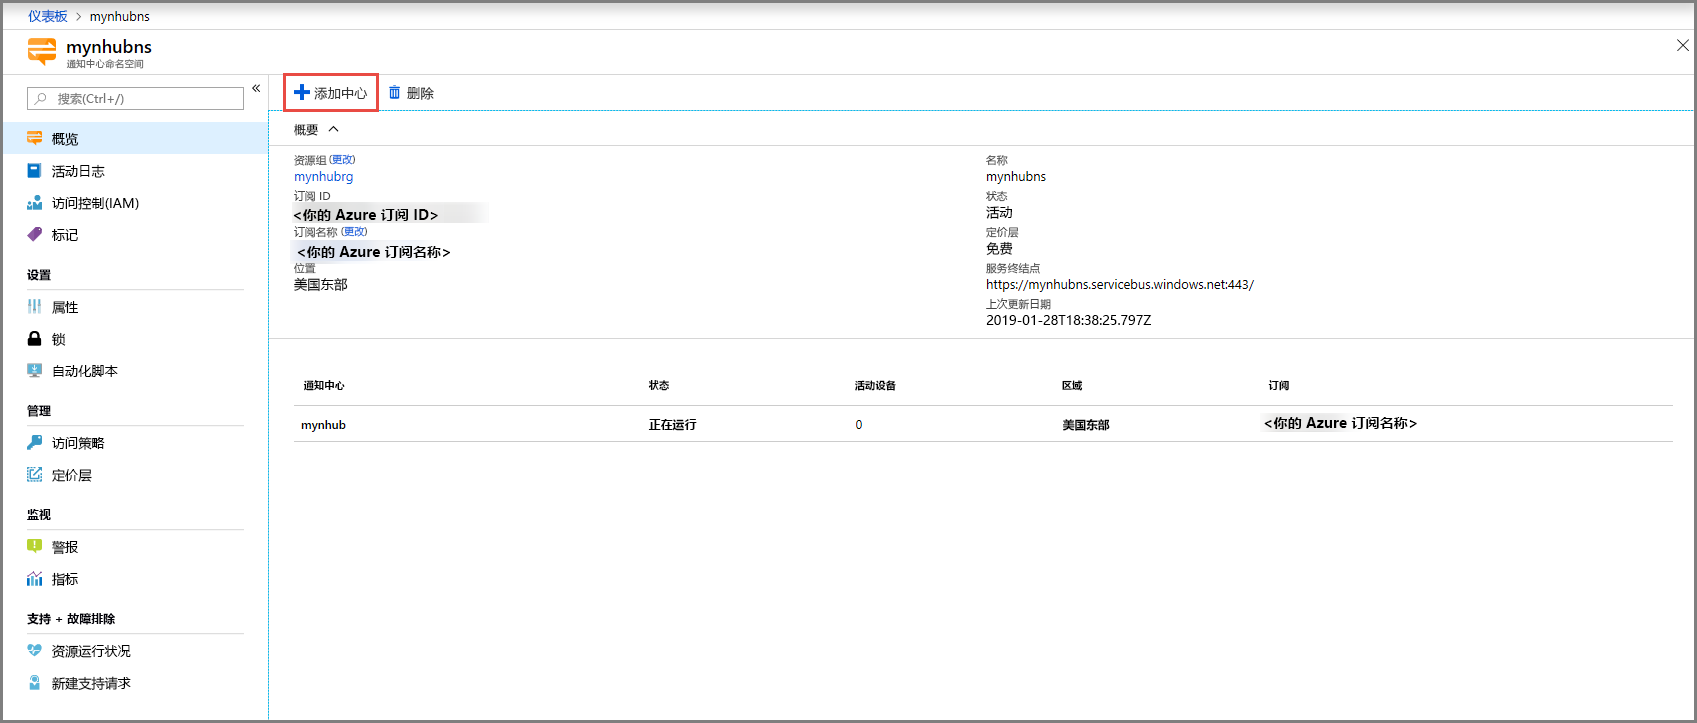 仪表板 > mynhubns
mynhubns
通知中心命名空间
搜索(Ctrl+/)
«
概览
活动日志
访问控制(IAM)
标记
设置
属性
锁
自动化脚本
管理
访问策略
定价层
监视
警报
指标
支持 + 故障排除
资源运行状况
新建支持请求
添加中心 删除
概要
资源组 (更改)
mynhubrg
订阅 ID
<你的 Azure 订阅 ID>
订阅名称 (更改)
<你的 Azure 订阅名称>
位置
美国东部
名称
mynhubns
状态
活动
定价层
免费
服务终结点
https://mynhubns.servicebus.windows.net:443/
上次更新日期
2019-01-28T18:38:25.797Z
通知中心 状态 活动设备 区域 订阅
mynhub 正在运行 0 美国东部 <你的 Azure 订阅名称>